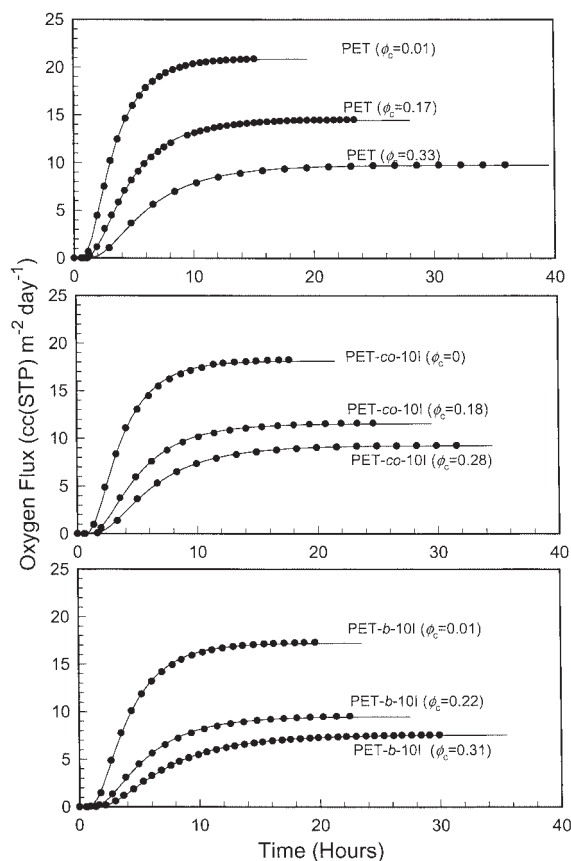 Oxygen Flux (cc(STP) m⁻² day⁻¹)
25
20
15
10
5
0
PET (ϕc=0.01)
PET (ϕc=0.17)
PET (ϕc=0.33)
0 10 20 30 40
25
20
15
10
5
0
PET-co-10I (ϕc=0)
PET-co-10I (ϕc=0.18)
PET-co-10I (ϕc=0.28)
0 10 20 30 40
25
20
15
10
5
0
PET-b-10I (ϕc=0.01)
PET-b-10I (ϕc=0.22)
PET-b-10I (ϕc=0.31)
0 10 20 30 40
Time (Hours)